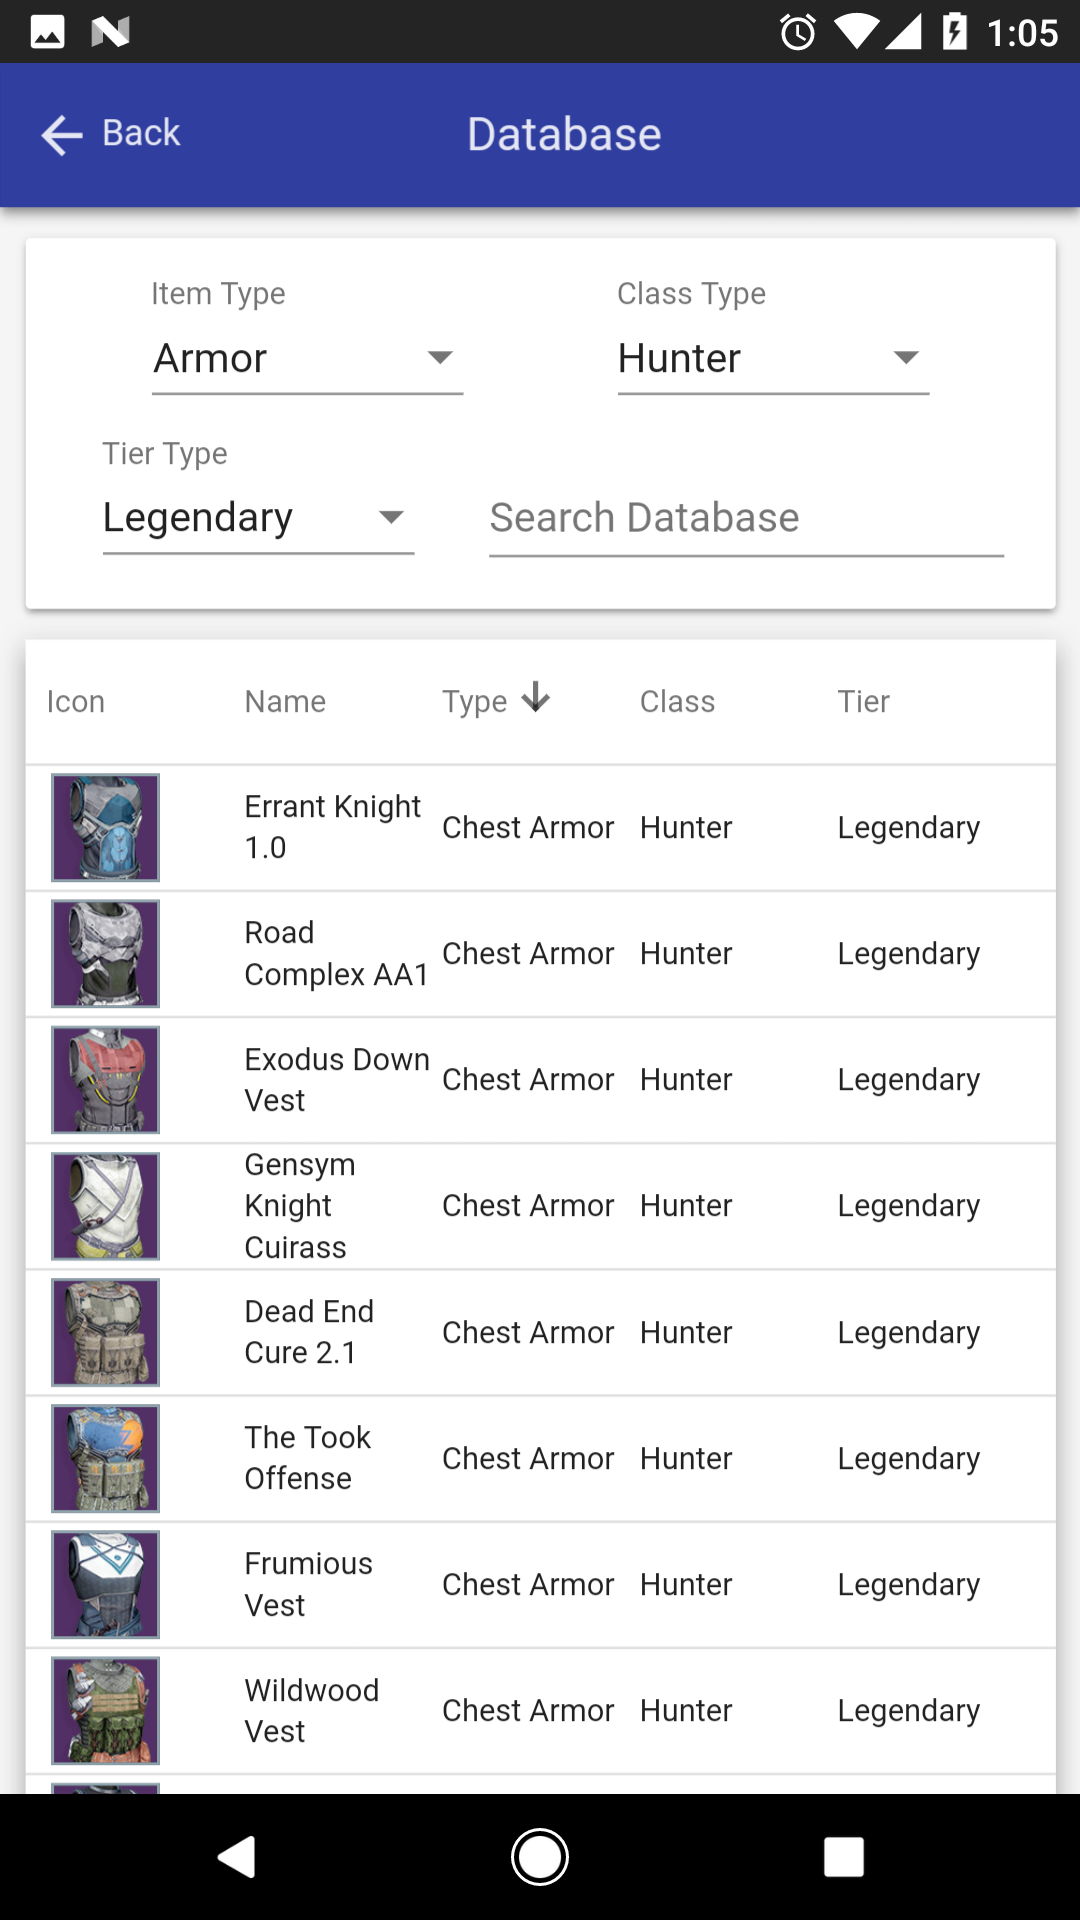 1:05
Back
Database
Item Type
Class Type
Armor
Hunter
Tier Type
Legendary
Search Database
Icon Name Type Class Tier
Errant Knight
1.0
Chest Armor Hunter Legendary
Road
Complex AA1
Chest Armor Hunter Legendary
Exodus Down
Vest
Chest Armor Hunter Legendary
Gensym
Knight
Cuirass
Chest Armor Hunter Legendary
Dead End
Cure 2.1
Chest Armor Hunter Legendary
The Took
Offense
Chest Armor Hunter Legendary
Frumious
Vest
Chest Armor Hunter Legendary
Wildwood
Vest
Chest Armor Hunter Legendary